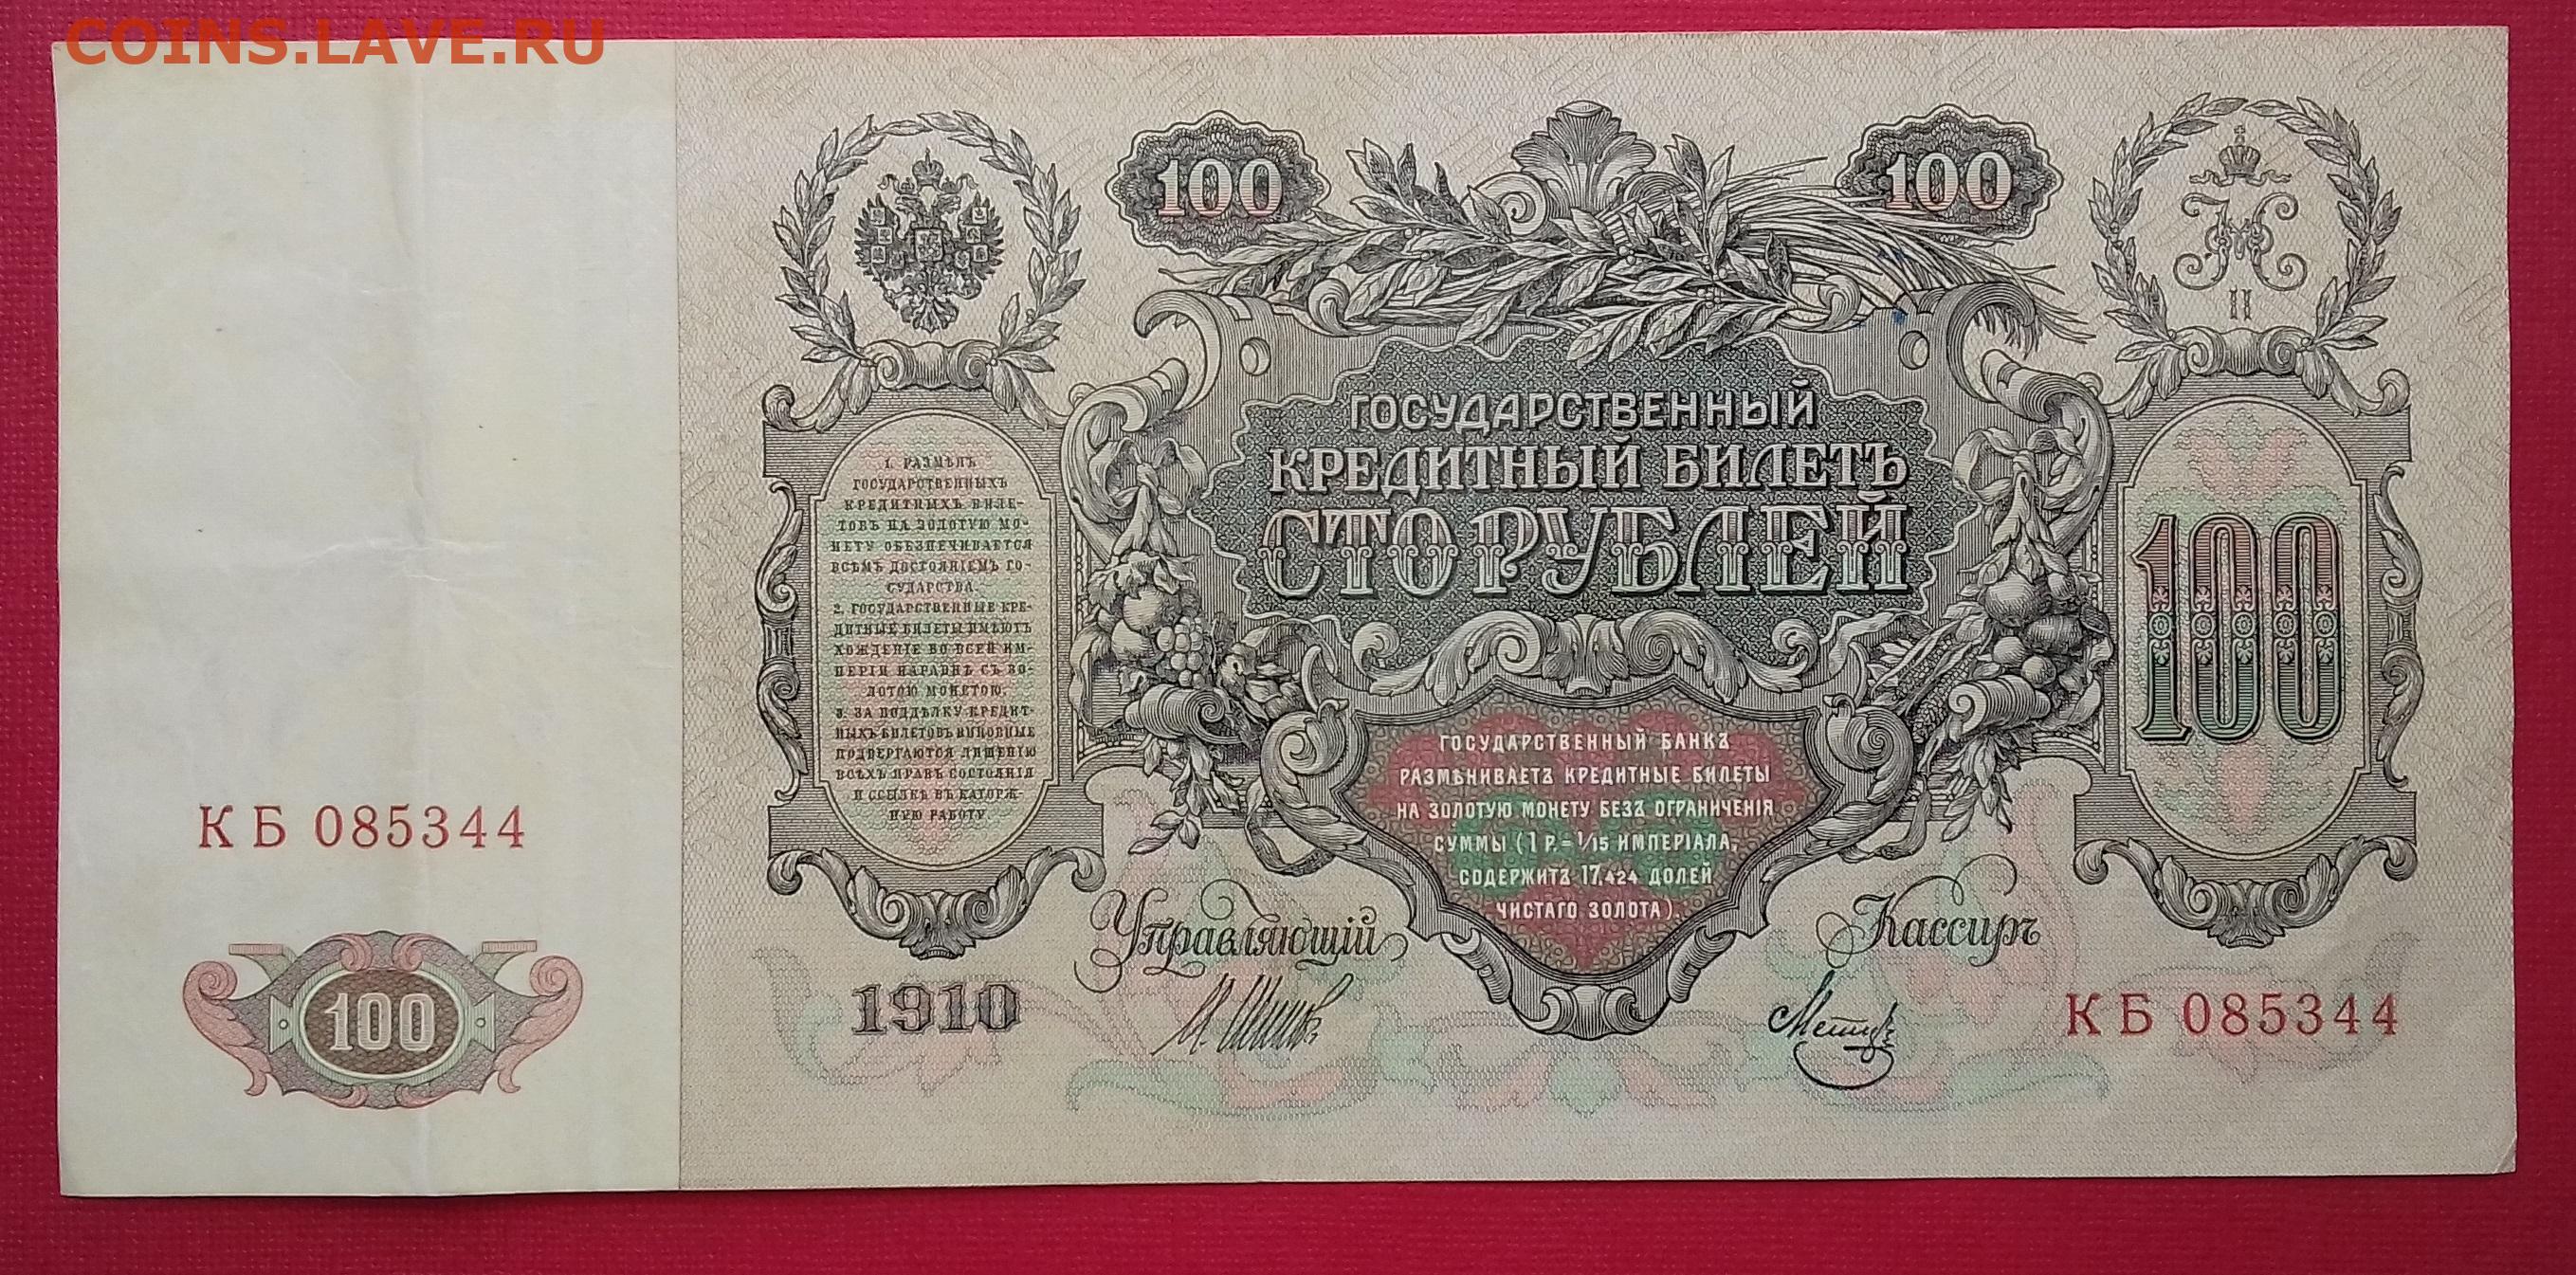 COINS.LAVE.RU
100
100
II
ГОСУДАРСТВЕННЫЙ
КРЕДИТНЫЙ БИЛЕТЪ
СТО РУБЛЕЙ
1. РАЗМѢНЪ
ГОСУДАРСТВЕННЫХЪ
КРЕДИТНЫХЪ БИЛЕ-
ТОВЪ НА ЗОЛОТУЮ МО-
НЕТУ ОБЕЗПЕЧИВАЕТСЯ
ВСѢМЪ ДОСТОЯНІЕМЪ ГО-
СУДАРСТВА.
2. ГОСУДАРСТВЕННЫЕ КРЕ-
ДИТНЫЕ БИЛЕТЫ ИМѢЮТЪ
ХОЖДЕНІЕ ВО ВСЕЙ ИМ-
ПЕРІИ НАРАВНѢ СЪ ЗО-
ЛОТОЮ МОНЕТОЮ.
3. ЗА ПОДДѢЛКУ КРЕДИТ-
НЫХЪ БИЛЕТОВЪ ВИНОВНЫЕ
ПОДВЕРГАЮТСЯ ЛИШЕНІЮ
ВСѢХЪ ПРАВЪ СОСТОЯНІЯ
И ССЫЛКѢ ВЪ КАТОРЖ-
НУЮ РАБОТУ.
100
ГОСУДАРСТВЕННЫЙ БАНКЪ
РАЗМѢНИВАЕТЪ КРЕДИТНЫЕ БИЛЕТЫ
НА ЗОЛОТУЮ МОНЕТУ БЕЗЪ ОГРАНИЧЕНІЯ
СУММЫ (1 Р.= 1/15 ИМПЕРІАЛА,
СОДЕРЖИТЪ 17,424 ДОЛЕЙ
ЧИСТАГО ЗОЛОТА).
КБ 085344
Управляющій
Кассиръ
100
1910
И. Шипов
КБ 085344